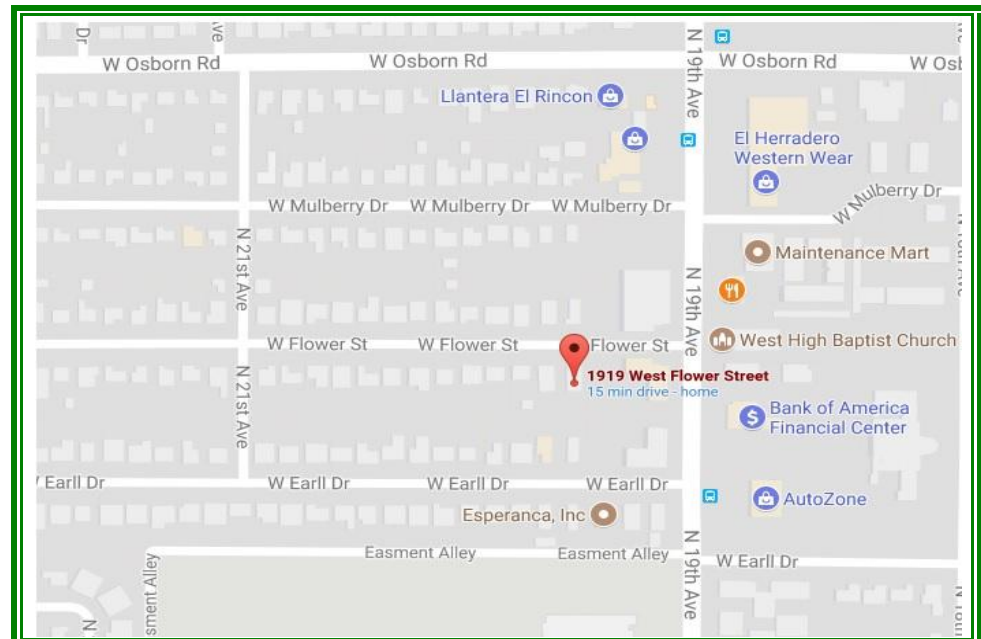 Dr
Ave
W Osborn Rd
W Osborn Rd
N 19th Ave
W Osborn Rd
W Osb
Llantera El Rincon
El Herradero
Western Wear
W Mulberry Dr
W Mulberry Dr
W Mulberry Dr
W Mulberry Dr
N 21st Ave
N 19th Ave
Maintenance Mart
W Flower St
W Flower St
Flower St
West High Baptist Church
1919 West Flower Street
15 min drive - home
N 21st Ave
$
Bank of America
Financial Center
Earll Dr
W Earll Dr
W Earll Dr
W Earll Dr
AutoZone
Esperanca, Inc
Easment Alley
Easment Alley
N 19th Ave
W Earll Dr
sment Alley
N